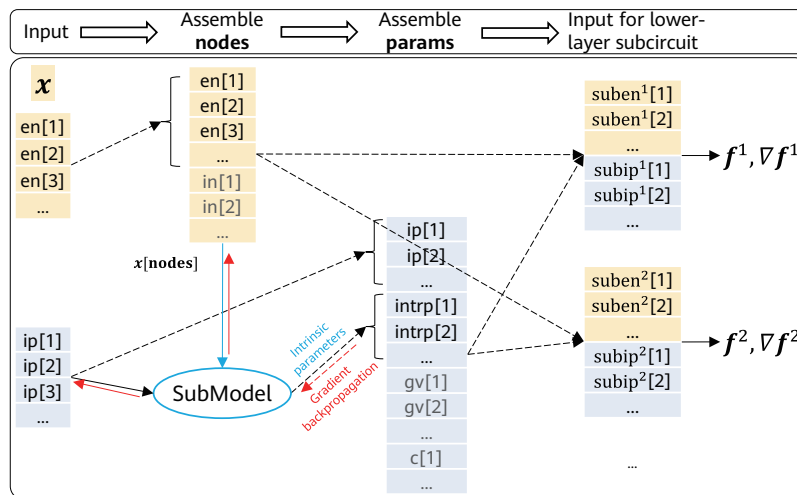 Input
Assemble
nodes
Assemble
params
Input for lower-
layer subcircuit
x
en[1]
en[2]
en[3]
...
en[1]
en[2]
en[3]
...
in[1]
in[2]
...
x[nodes]
ip[1]
ip[2]
ip[3]
...
SubModel
Intrinsic
parameters
Gradient
backpropagation
ip[1]
ip[2]
...
intrp[1]
intrp[2]
...
gv[1]
gv[2]
...
c[1]
...
suben¹[1]
suben¹[2]
...
subip¹[1]
subip¹[2]
...
f¹, ∇f¹
suben²[1]
suben²[2]
...
subip²[1]
subip²[2]
...
f², ∇f²
...